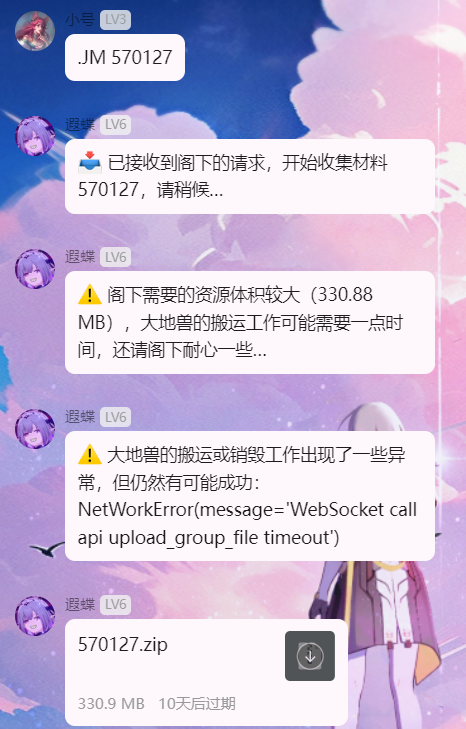 小号 LV3
.JM 570127
遐蝶 LV6
📥 已接收到阁下的请求，开始收集材料
570127，请稍候...
遐蝶 LV6
⚠️ 阁下需要的资源体积较大（330.88
MB），大地兽的搬运工作可能需要一点时
间，还请阁下耐心一些...
遐蝶 LV6
⚠️ 大地兽的搬运或销毁工作出现了一些异
常，但仍然有可能成功：
NetWorkError(message='WebSocket call
api upload_group_file timeout')
遐蝶 LV6
570127.zip
330.9 MB 10天后过期